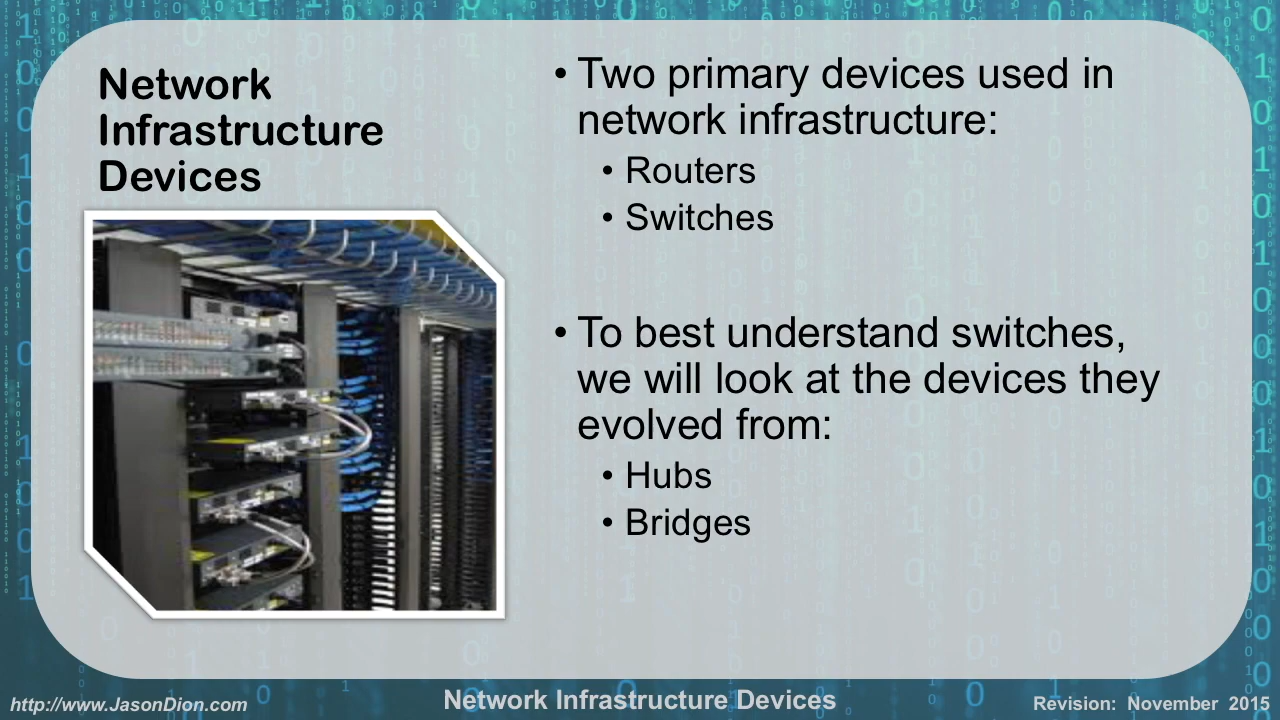 Network
Infrastructure
Devices
• Two primary devices used in
network infrastructure:
• Routers
• Switches
• To best understand switches,
we will look at the devices they
evolved from:
• Hubs
• Bridges
http://www.JasonDion.com
Network Infrastructure Devices
Revision: November 2015